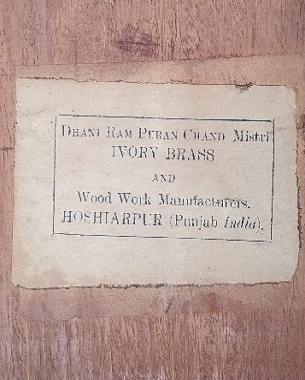 DHANI RAM PURAN CHAND Mistri
IVORY BRASS
AND
Wood Work Manufacturers.
HOSHIARPUR (Punjab India).